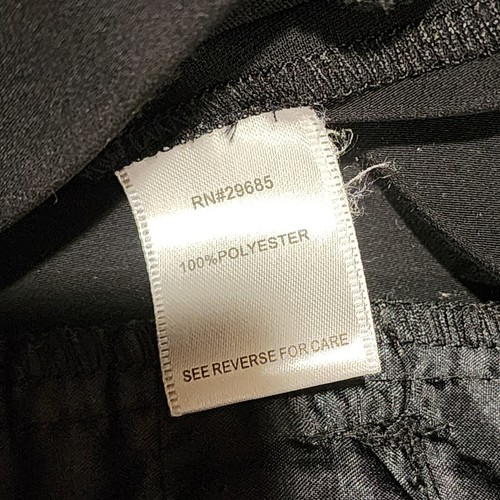 RN#29685
100%POLYESTER
SEE REVERSE FOR CARE